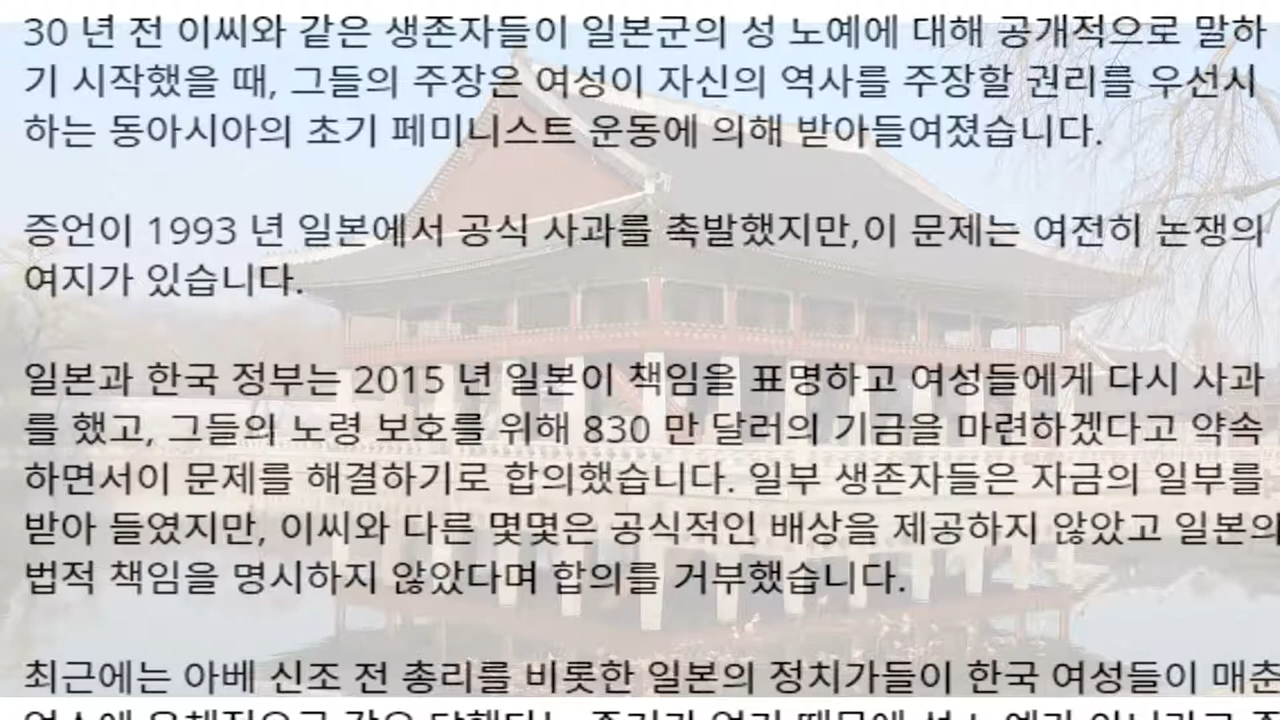 30 년 전 이씨와 같은 생존자들이 일본군의 성 노예에 대해 공개적으로 말하
기 시작했을 때, 그들의 주장은 여성이 자신의 역사를 주장할 권리를 우선시
하는 동아시아의 초기 페미니스트 운동에 의해 받아들여졌습니다.
증언이 1993 년 일본에서 공식 사과를 촉발했지만,이 문제는 여전히 논쟁의
여지가 있습니다.
일본과 한국 정부는 2015 년 일본이 책임을 표명하고 여성들에게 다시 사과
를 했고, 그들의 노령 보호를 위해 830 만 달러의 기금을 마련하겠다고 약속
하면서이 문제를 해결하기로 합의했습니다. 일부 생존자들은 자금의 일부를
받아 들였지만, 이씨와 다른 몇몇은 공식적인 배상을 제공하지 않았고 일본의
법적 책임을 명시하지 않았다며 합의를 거부했습니다.
최근에는 아베 신조 전 총리를 비롯한 일본의 정치가들이 한국 여성들이 매춘